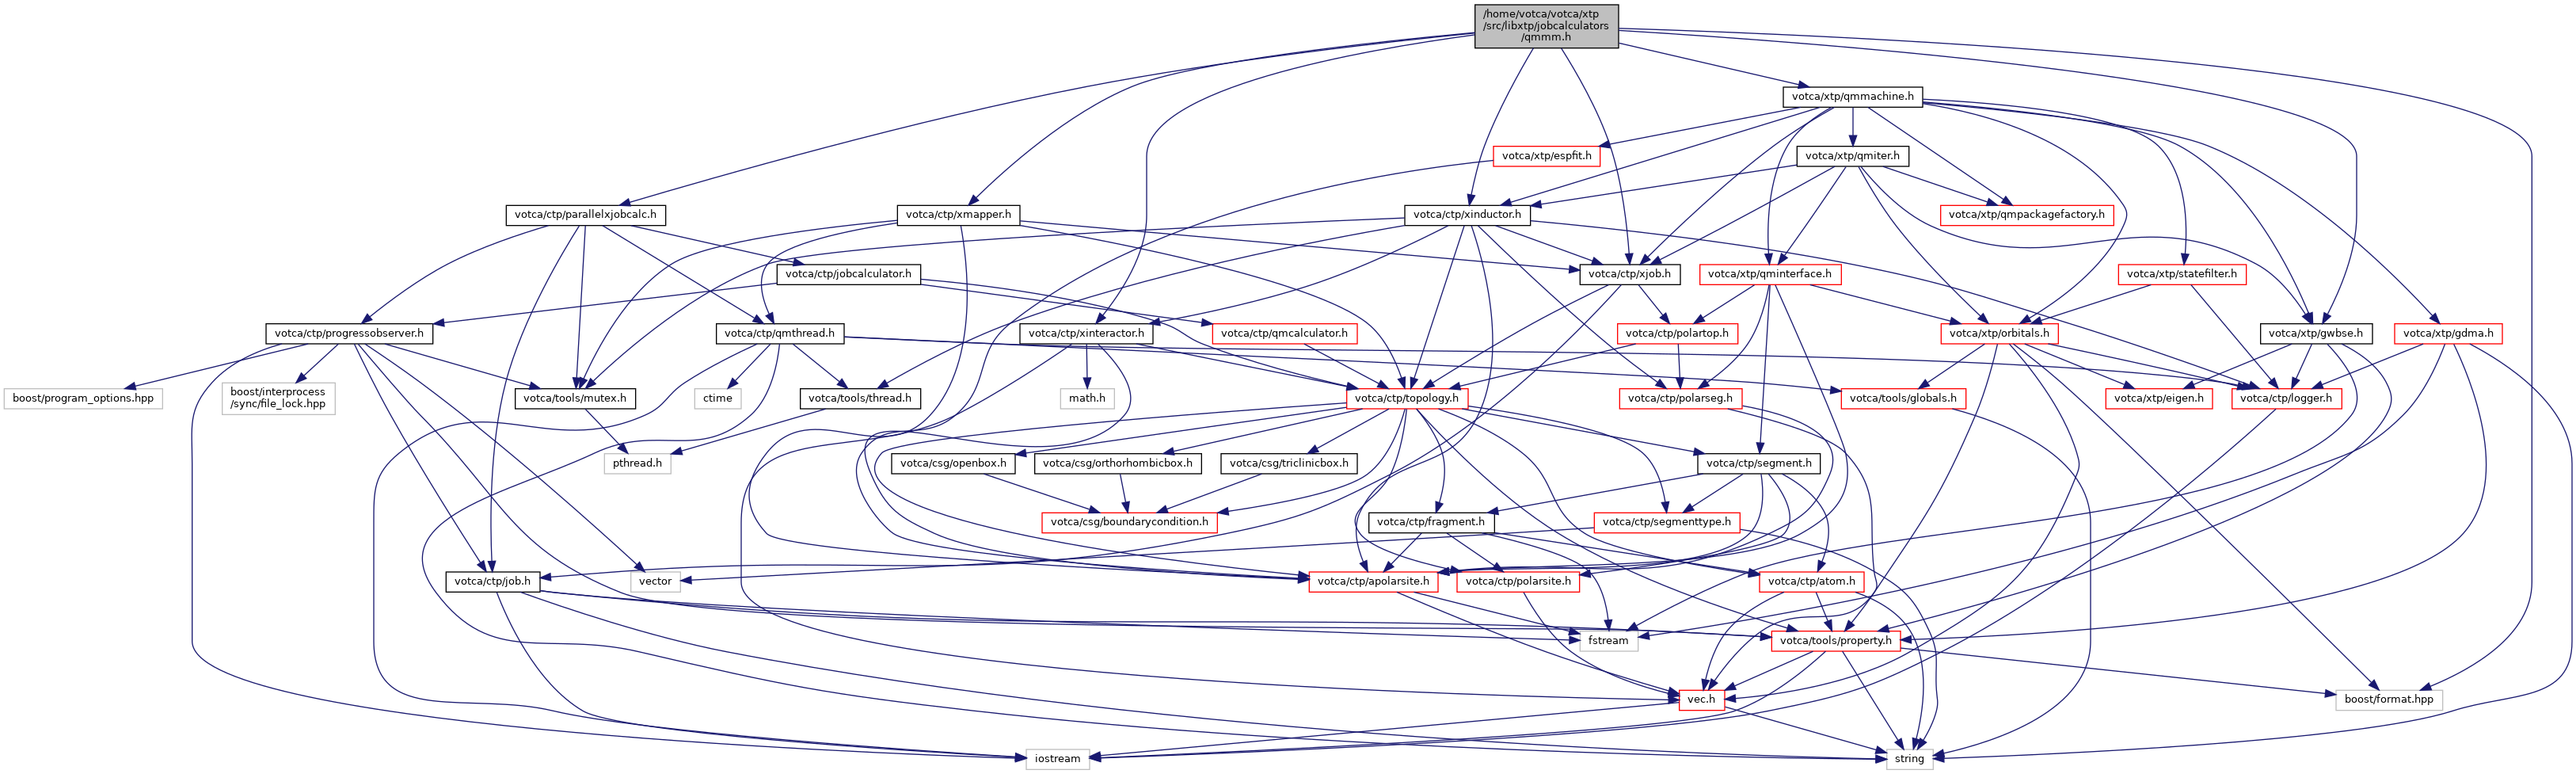 /home/votca/votca/xtp
/src/libxtp/jobcalculators
/qmmm.h
votca/xtp/qmmachine.h
votca/xtp/espfit.h
votca/xtp/qmiter.h
votca/ctp/parallelxjobcalc.h
votca/ctp/xmapper.h
votca/ctp/xinductor.h
votca/xtp/qmpackagefactory.h
votca/ctp/jobcalculator.h
votca/ctp/xjob.h
votca/xtp/qminterface.h
votca/xtp/statefilter.h
votca/ctp/progressobserver.h
votca/ctp/qmthread.h
votca/ctp/xinteractor.h
votca/ctp/qmcalculator.h
votca/ctp/polartop.h
votca/xtp/orbitals.h
votca/xtp/gwbse.h
votca/xtp/gdma.h
boost/program_options.hpp
boost/interprocess
/sync/file_lock.hpp
votca/tools/mutex.h
ctime
votca/tools/thread.h
math.h
votca/ctp/topology.h
votca/ctp/polarseg.h
votca/tools/globals.h
votca/xtp/eigen.h
votca/ctp/logger.h
pthread.h
votca/csg/openbox.h
votca/csg/orthorhombicbox.h
votca/csg/triclinicbox.h
votca/ctp/segment.h
votca/csg/boundarycondition.h
votca/ctp/fragment.h
votca/ctp/segmenttype.h
votca/ctp/job.h
vector
votca/ctp/apolarsite.h
votca/ctp/polarsite.h
votca/ctp/atom.h
fstream
votca/tools/property.h
vec.h
boost/format.hpp
iostream
string